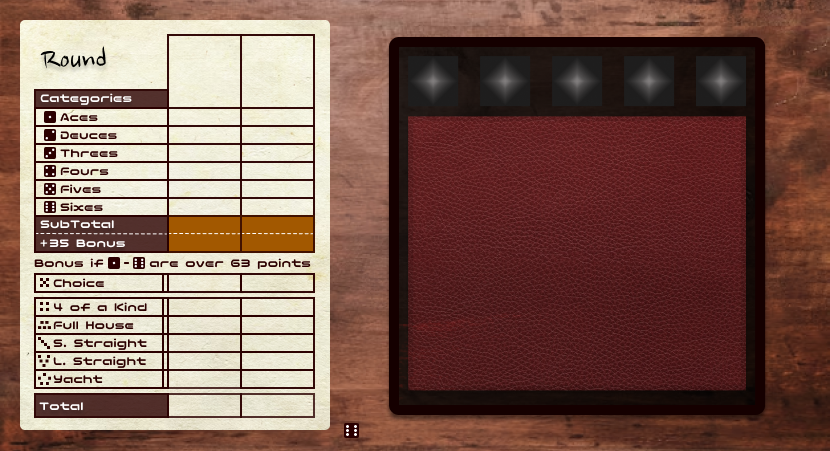 Round
Categories
Aces
Deuces
Threes
Fours
Fives
Sixes
SubTotal
+35 Bonus
Bonus if - are over 63 points
Choice
4 of a Kind
Full House
S. Straight
L. Straight
Yacht
Total